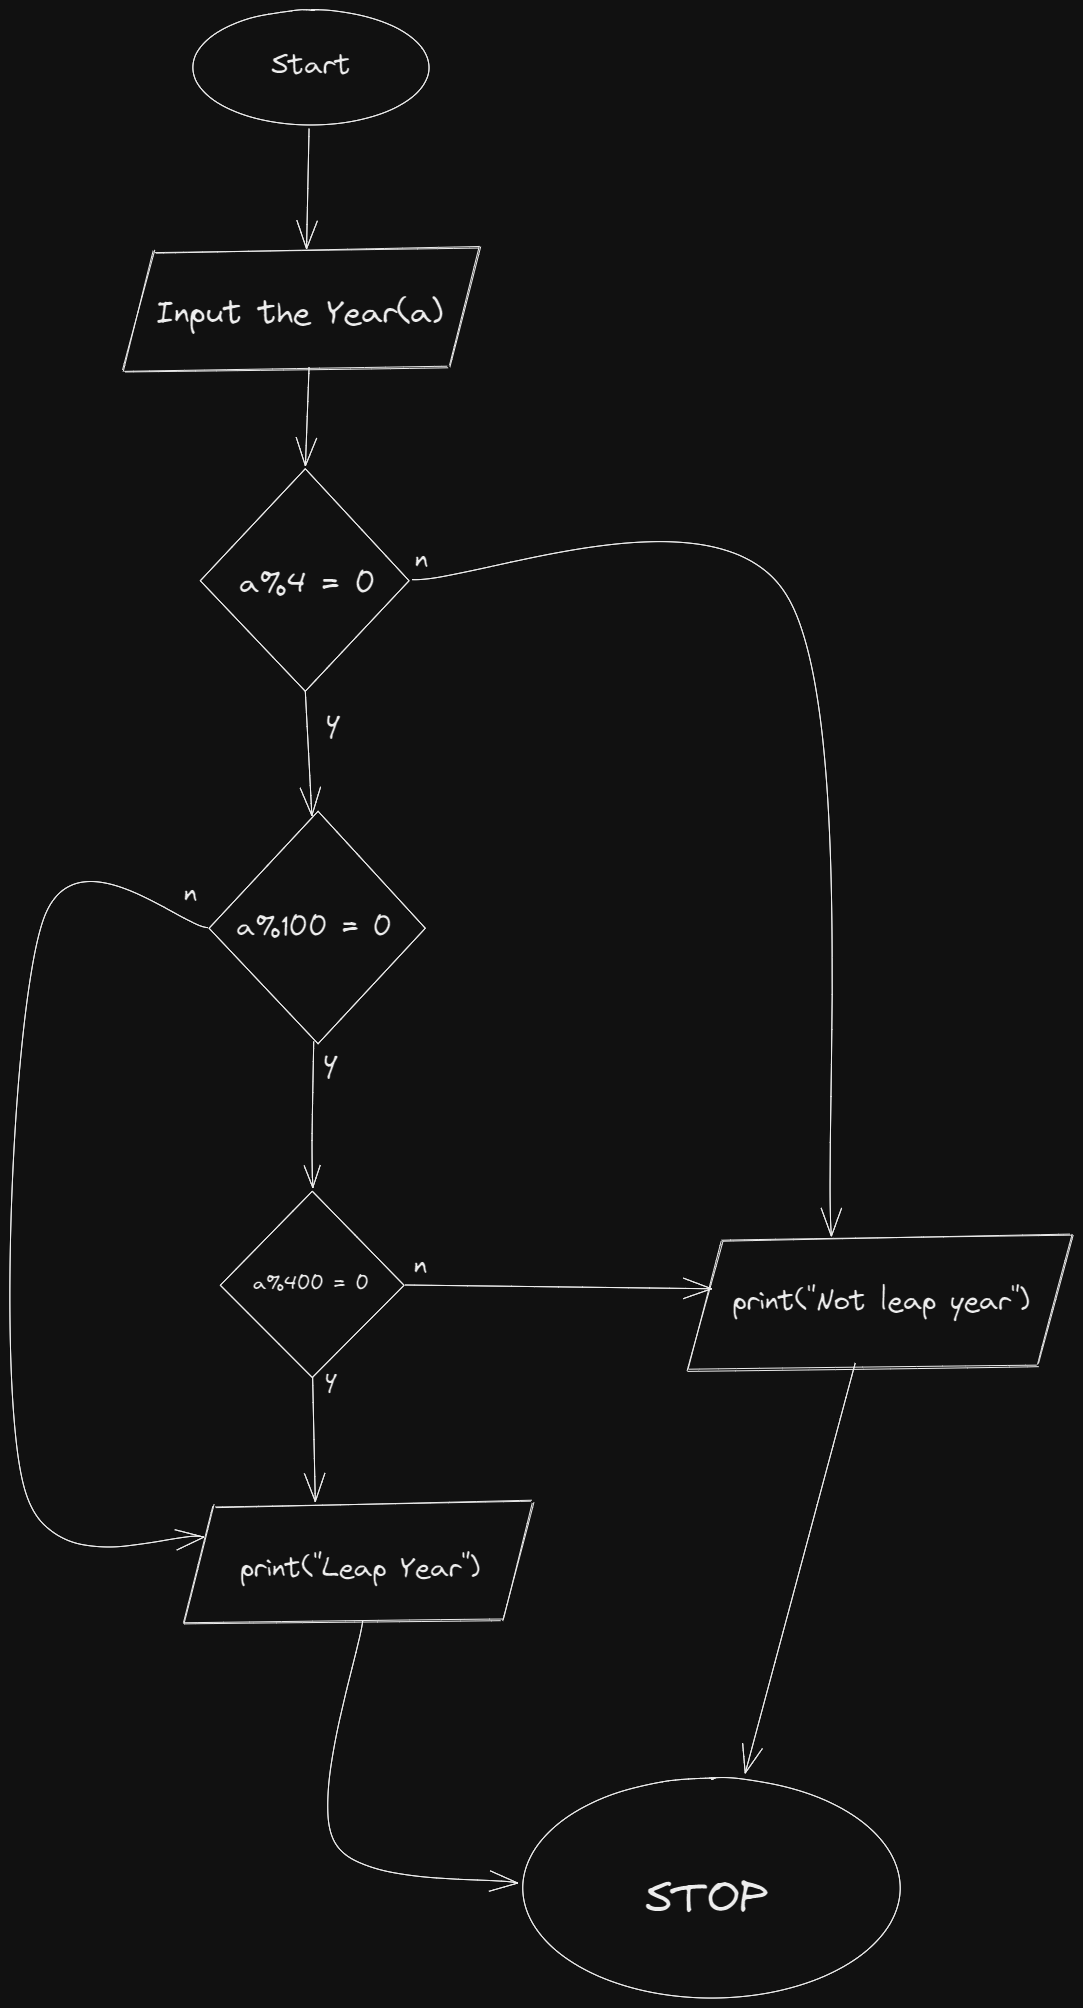 Start
Input the Year(a)
a%4 = 0
n
y
n
a%100 = 0
y
a%400 = 0
n
print("Not leap year")
y
print("Leap Year")
STOP